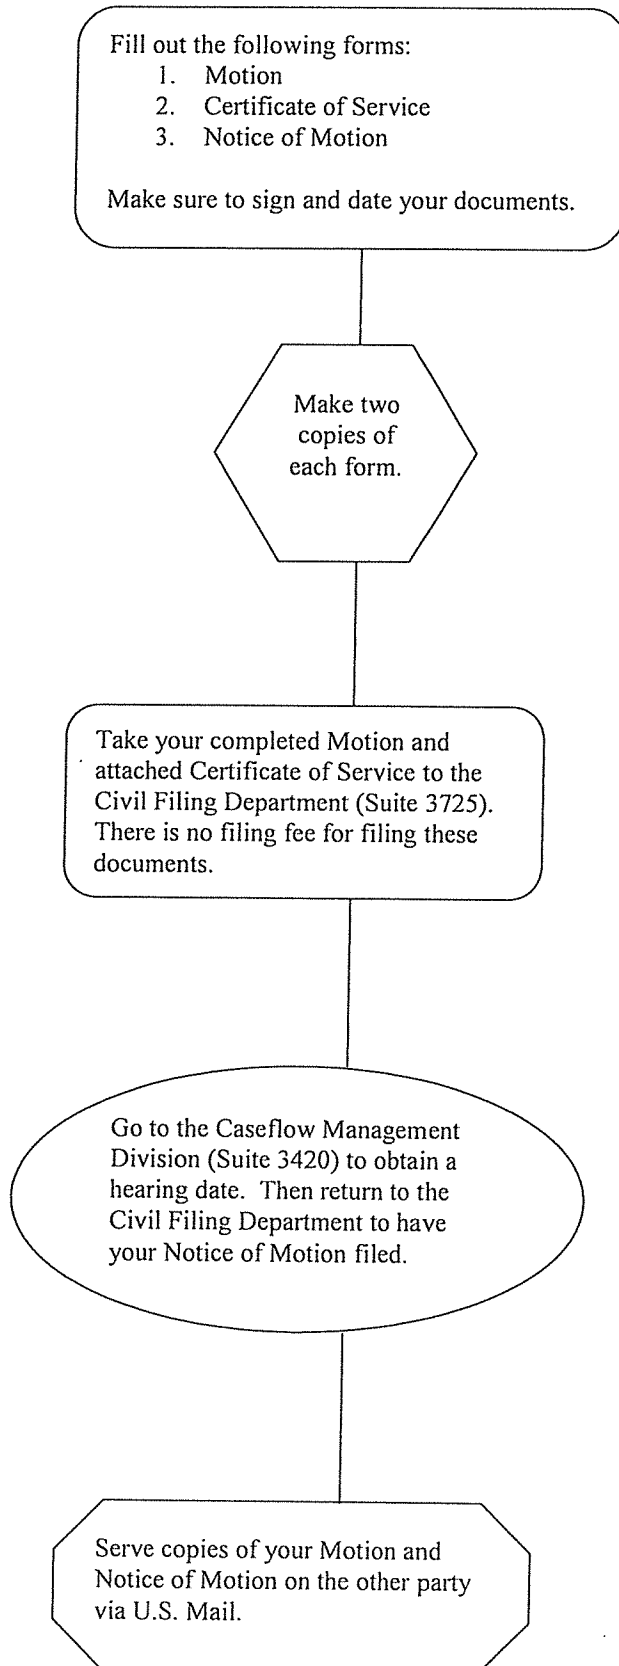 Fill out the following forms:
1. Motion
2. Certificate of Service
3. Notice of Motion
Make sure to sign and date your documents.
Make two
copies of
each form.
Take your completed Motion and
attached Certificate of Service to the
Civil Filing Department (Suite 3725).
There is no filing fee for filing these
documents.
Go to the Caseflow Management
Division (Suite 3420) to obtain a
hearing date. Then return to the
Civil Filing Department to have
your Notice of Motion filed.
Serve copies of your Motion and
Notice of Motion on the other party
via U.S. Mail.